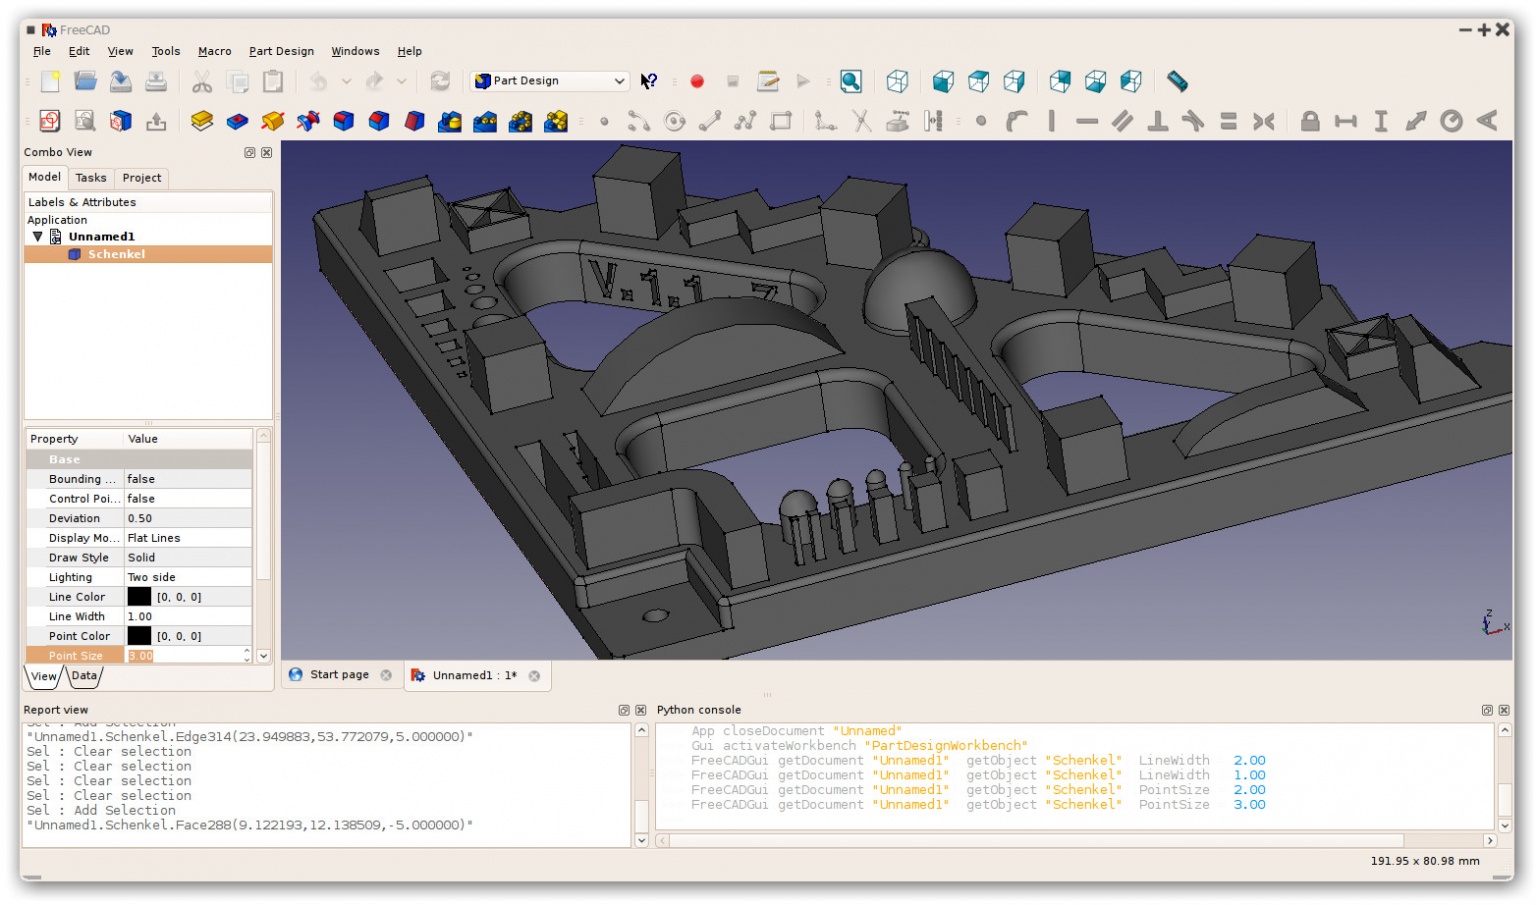 FreeCAD
File Edit View Tools Macro Part Design Windows Help
Part Design
Combo View
Model Tasks Project
Labels & Attributes
Application
Unnamed1
Schenkel
Property Value
Base
Bounding ... false
Control Poi... false
Deviation 0.50
Display Mo... Flat Lines
Draw Style Solid
Lighting Two side
Line Color [0, 0, 0]
Line Width 1.00
Point Color [0, 0, 0]
Point Size 3.00
View Data
V.1.1 7
z
x
Start page
Unnamed1 : 1*
Report view
Sel : Add Selection
"Unnamed1.Schenkel.Edge314(23.949883,53.772079,5.000000)"
Sel : Clear selection
Sel : Clear selection
Sel : Clear selection
Sel : Clear selection
Sel : Add Selection
"Unnamed1.Schenkel.Face288(9.122193,12.138509,-5.000000)"
Python console
App closeDocument "Unnamed"
Gui activateWorkbench "PartDesignWorkbench"
FreeCADGui getDocument "Unnamed1" getObject "Schenkel" LineWidth 2.00
FreeCADGui getDocument "Unnamed1" getObject "Schenkel" LineWidth 1.00
FreeCADGui getDocument "Unnamed1" getObject "Schenkel" PointSize 2.00
FreeCADGui getDocument "Unnamed1" getObject "Schenkel" PointSize 3.00
191.95 x 80.98 mm